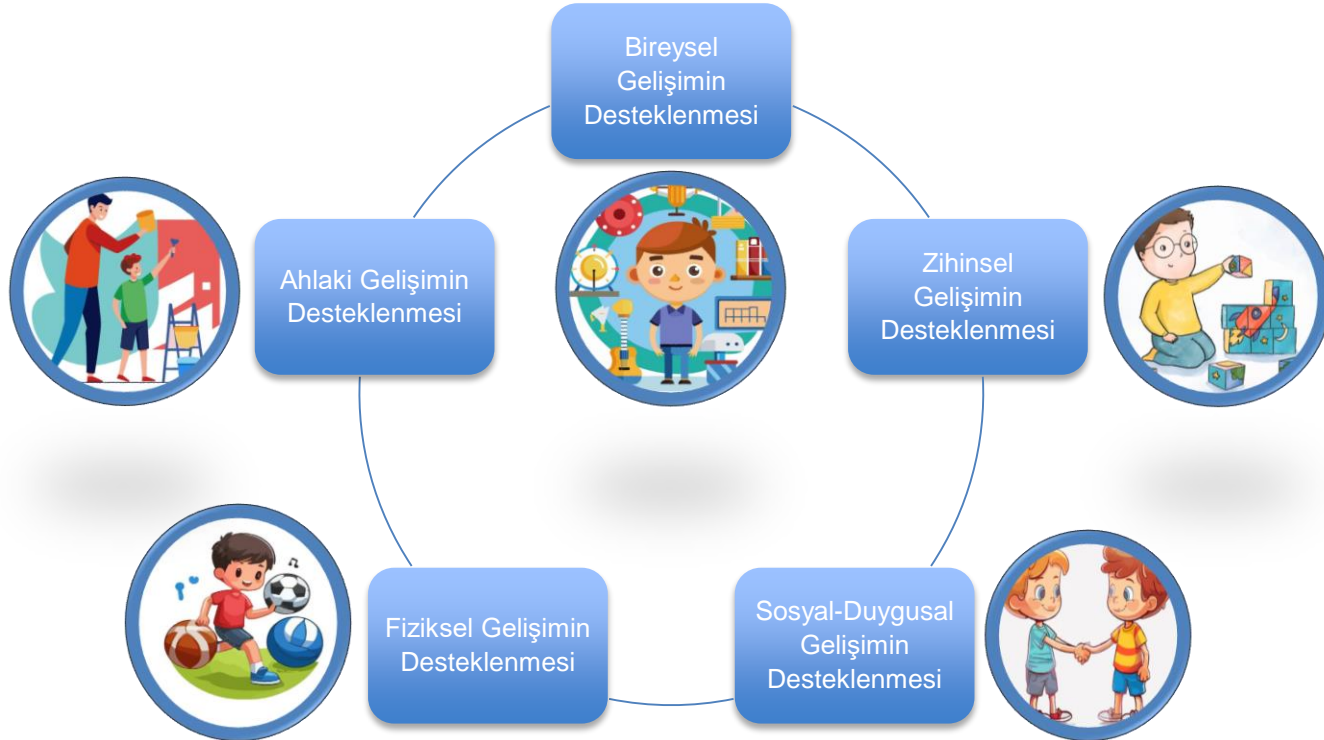 Bireysel
Gelişimin
Desteklenmesi
Ahlaki Gelişimin
Desteklenmesi
Zihinsel
Gelişimin
Desteklenmesi
Fiziksel Gelişimin
Desteklenmesi
Sosyal-Duygusal
Gelişimin
Desteklenmesi